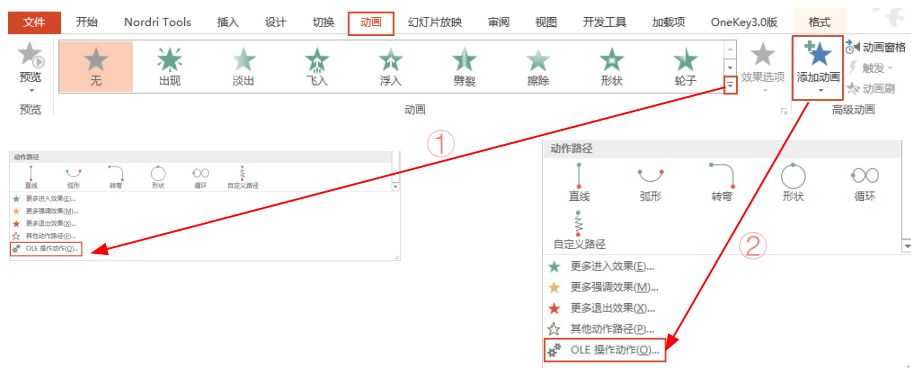 文件 开始 Nordri Tools 插入 设计 切换 动画 幻灯片放映 审阅 视图 开发工具 加载项 OneKey3.0版 格式
预览 无 出现 淡出 飞入 浮入 劈裂 擦除 形状 轮子 效果选项 添加动画 动画窗格
触发
动画刷
预览 动画 高级动画
①
动作路径
直线 弧形 转弯 形状 循环 自定义路径
更多进入效果(E)...
更多强调效果(M)...
更多退出效果(X)...
其他动作路径(P)...
OLE 操作动作(O)...
②
动作路径
直线 弧形 转弯 形状 循环
自定义路径
更多进入效果(E)...
更多强调效果(M)...
更多退出效果(X)...
其他动作路径(P)...
OLE 操作动作(O)...